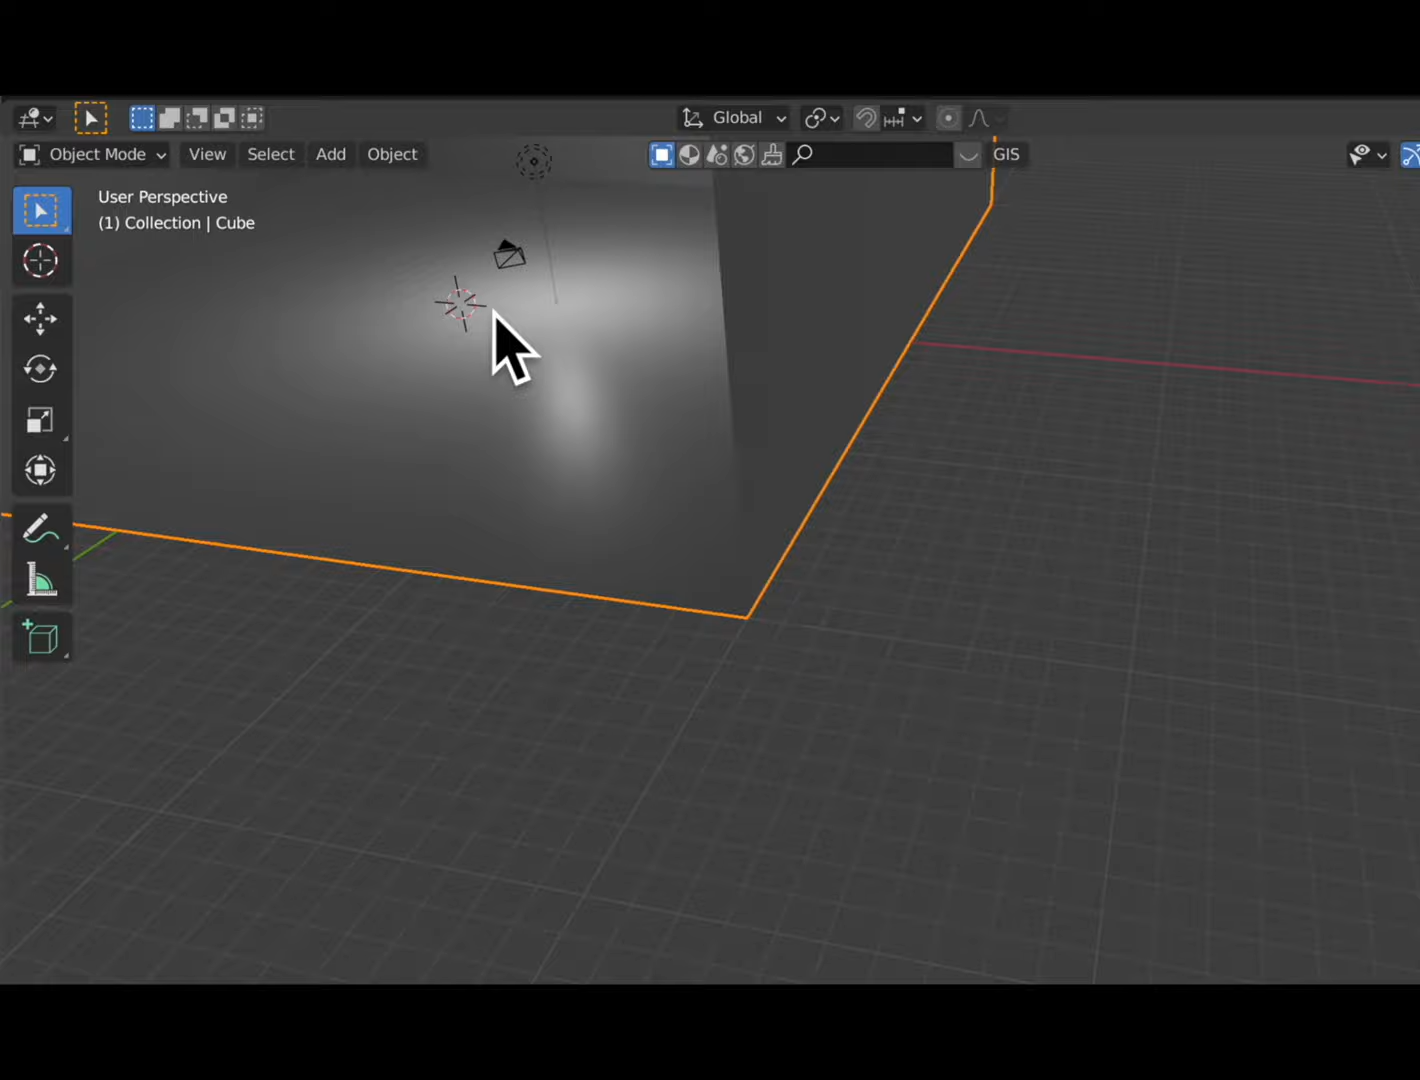 Global
Object Mode View Select Add Object GIS
User Perspective
(1) Collection | Cube